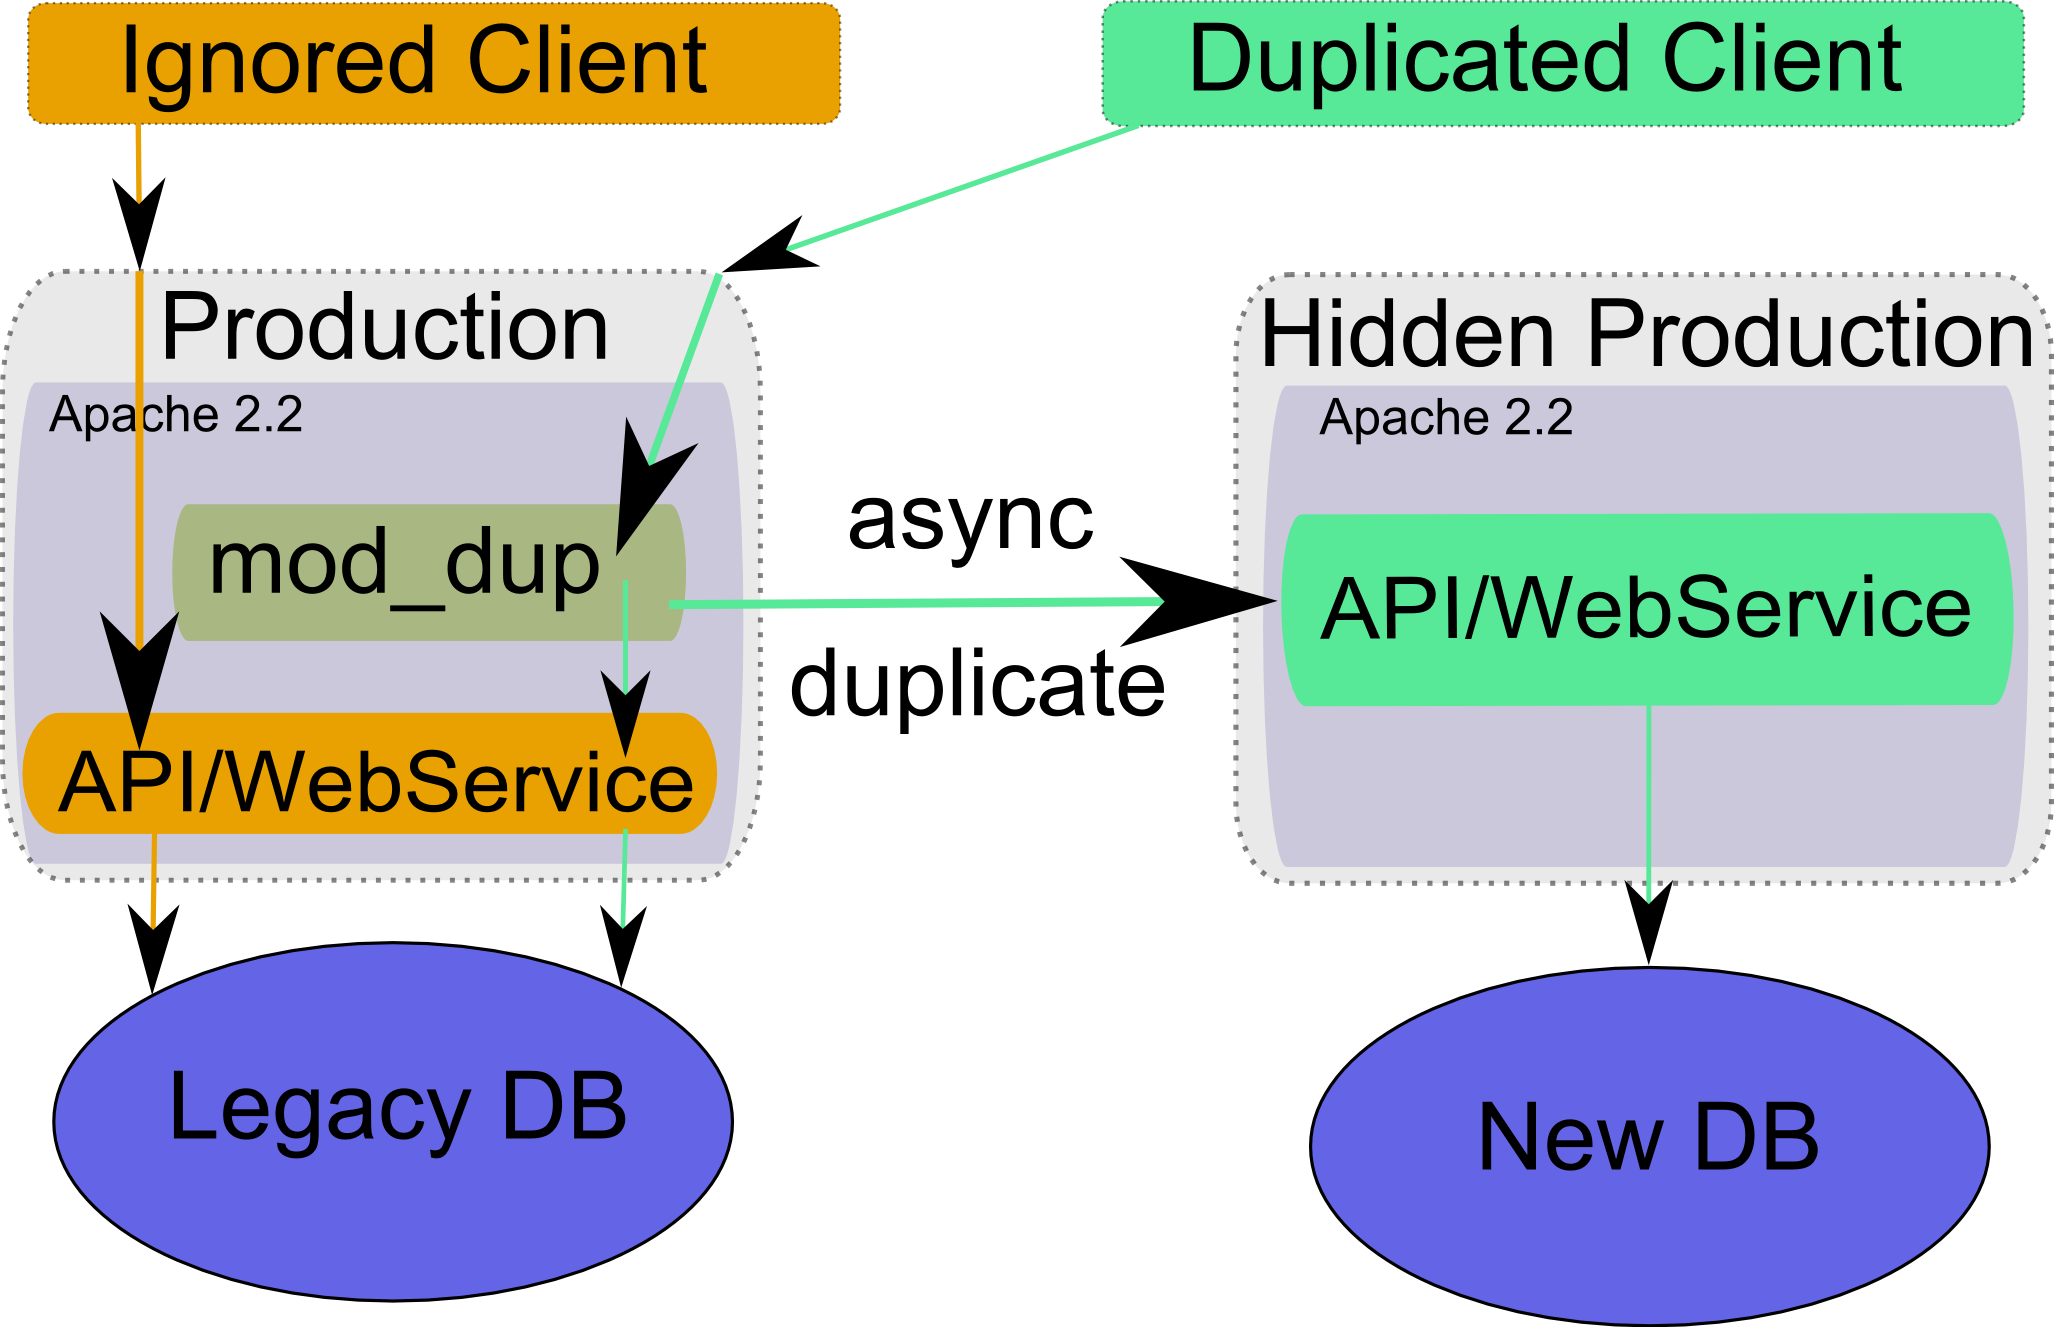 Ignored Client
Duplicated Client
Production
Apache 2.2
mod_dup
API/WebService
async
duplicate
Hidden Production
Apache 2.2
API/WebService
Legacy DB
New DB